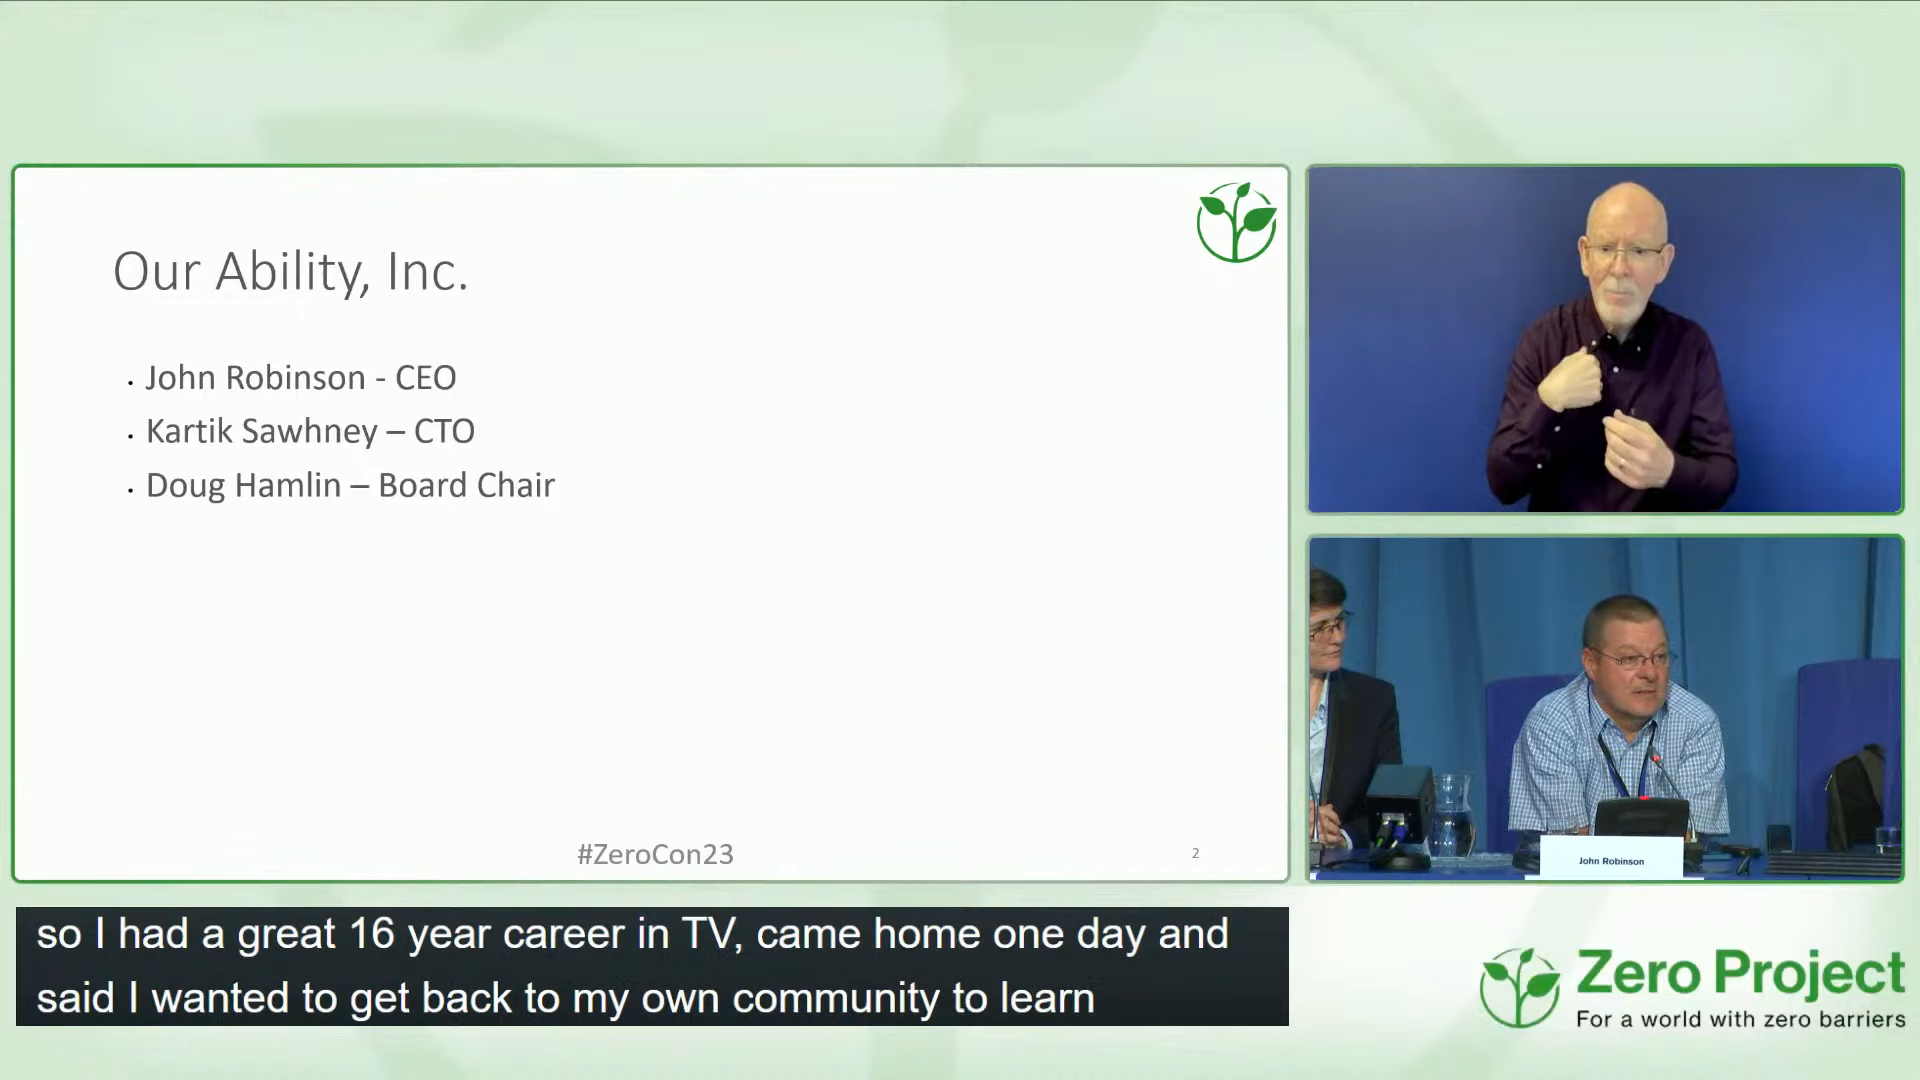 Our Ability, Inc.
• John Robinson - CEO
• Kartik Sawhney – CTO
• Doug Hamlin – Board Chair
#ZeroCon23
2
John Robinson
so I had a great 16 year career in TV, came home one day and
said I wanted to get back to my own community to learn
Zero Project
For a world with zero barriers